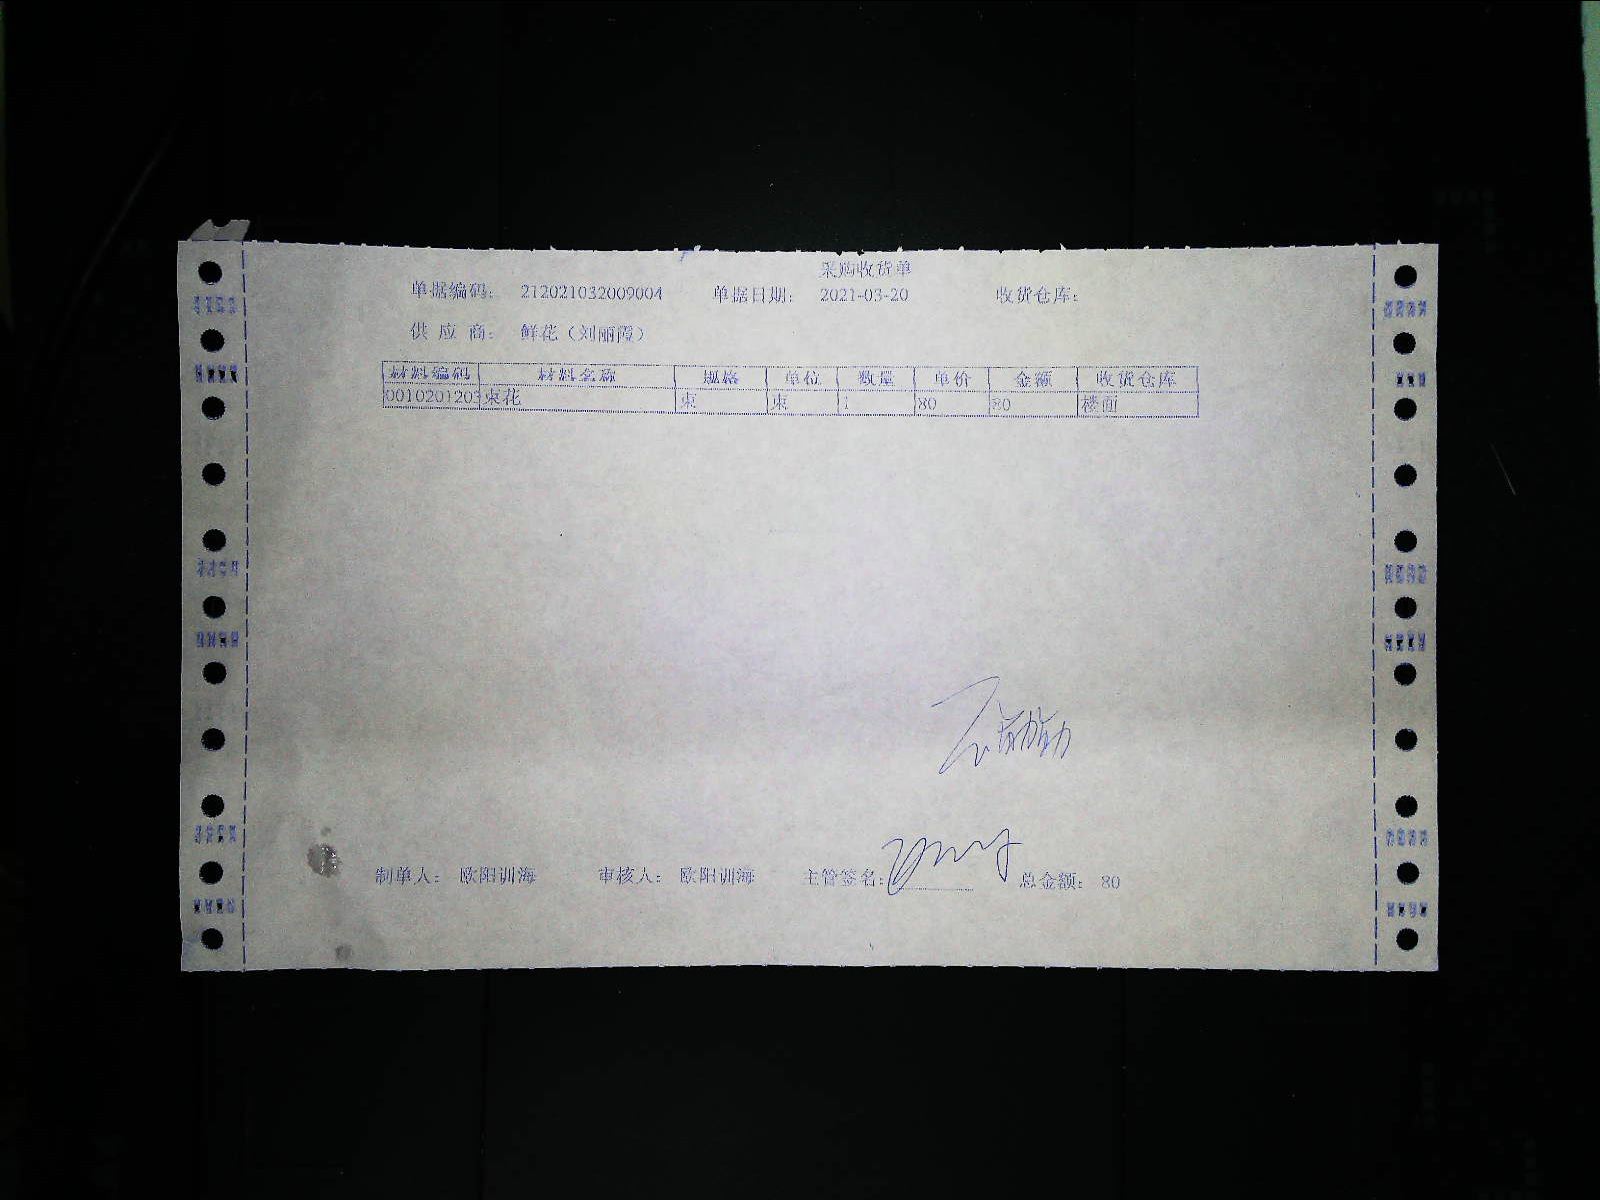 采购收货单
单据编码： 212021032009004 单据日期： 2021-03-20 收货仓库：
供 应 商： 鲜花（刘丽霞）
材料编码 材料名称 规格 单位 数量 单价 金额 收货仓库
0010201203 束花 束 束 1 80 80 楼面
制单人： 欧阳训海 审核人： 欧阳训海 主管签名： 总金额： 80